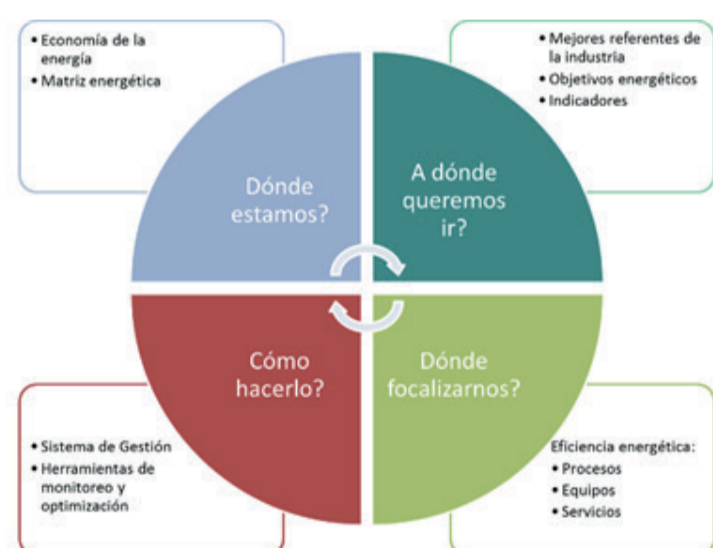 • Economía de la
energía
• Matriz energética
• Mejores referentes de
la industria
• Objetivos energéticos
• Indicadores
Dónde
estamos?
A dónde
queremos
ir?
Cómo
hacerlo?
Dónde
focalizarnos?
• Sistema de Gestión
• Herramientas de
monitoreo y
optimización
Eficiencia energética:
• Procesos
• Equipos
• Servicios